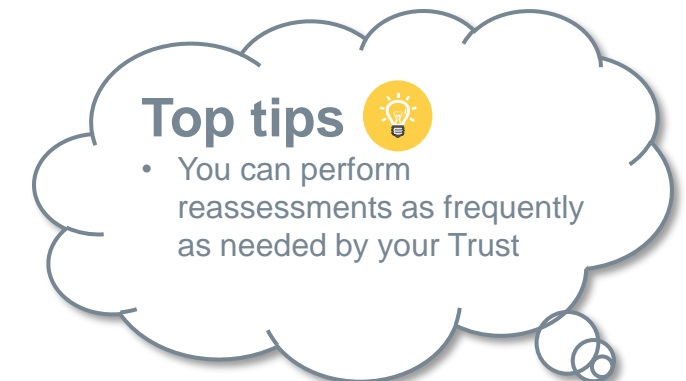 Top tips
• You can perform
reassessments as frequently
as needed by your Trust